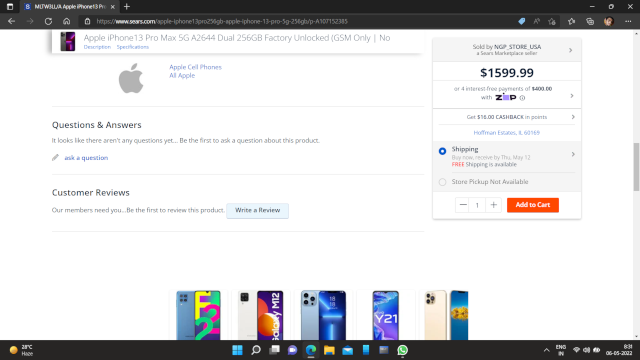 MLTW3LL/A Apple iPhone13 Pr
https://www.sears.com/apple-iphone13pro256gb-apple-iphone-13-pro-5g-256gb/p-A107152385
Apple iPhone13 Pro Max 5G A2644 Dual 256GB Factory Unlocked (GSM Only | No
Description Specifications
Apple Cell Phones
All Apple
Questions & Answers
It looks like there aren't any questions yet... Be the first to ask a question about this product.
ask a question
Customer Reviews
Our members need you...Be the first to review this product.
Write a Review
Sold by NGP_STORE_USA
a Sears Marketplace seller
$1599.99
or 4 interest-free payments of $400.00
with Zip
Get $16.00 CASHBACK in points
Hoffman Estates, IL 60169
Shipping
Buy now, receive by Thu, May 12
FREE Shipping is available
Store Pickup Not Available
1
Add to Cart
F22
Galaxy M12
Y21
28°C
Haze
ENG
IN
8:31
06-05-2022